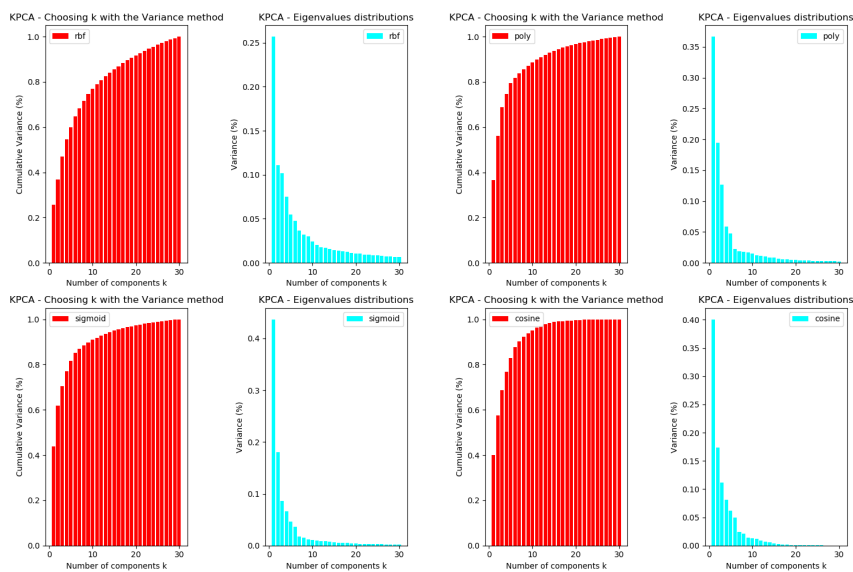 KPCA - Choosing k with the Variance method
rbf
1.0
0.8
0.6
0.4
0.2
0.0
Cumulative Variance (%)
0 10 20 30
Number of components k
KPCA - Eigenvalues distributions
rbf
0.25
0.20
0.15
0.10
0.05
0.00
Variance (%)
0 10 20 30
Number of components k
KPCA - Choosing k with the Variance method
poly
1.0
0.8
0.6
0.4
0.2
0.0
Cumulative Variance (%)
0 10 20 30
Number of components k
KPCA - Eigenvalues distributions
poly
0.35
0.30
0.25
0.20
0.15
0.10
0.05
0.00
Variance (%)
0 10 20 30
Number of components k
KPCA - Choosing k with the Variance method
sigmoid
1.0
0.8
0.6
0.4
0.2
0.0
Cumulative Variance (%)
0 10 20 30
Number of components k
KPCA - Eigenvalues distributions
sigmoid
0.4
0.3
0.2
0.1
0.0
Variance (%)
0 10 20 30
Number of components k
KPCA - Choosing k with the Variance method
cosine
1.0
0.8
0.6
0.4
0.2
0.0
Cumulative Variance (%)
0 10 20 30
Number of components k
KPCA - Eigenvalues distributions
cosine
0.40
0.35
0.30
0.25
0.20
0.15
0.10
0.05
0.00
Variance (%)
0 10 20 30
Number of components k